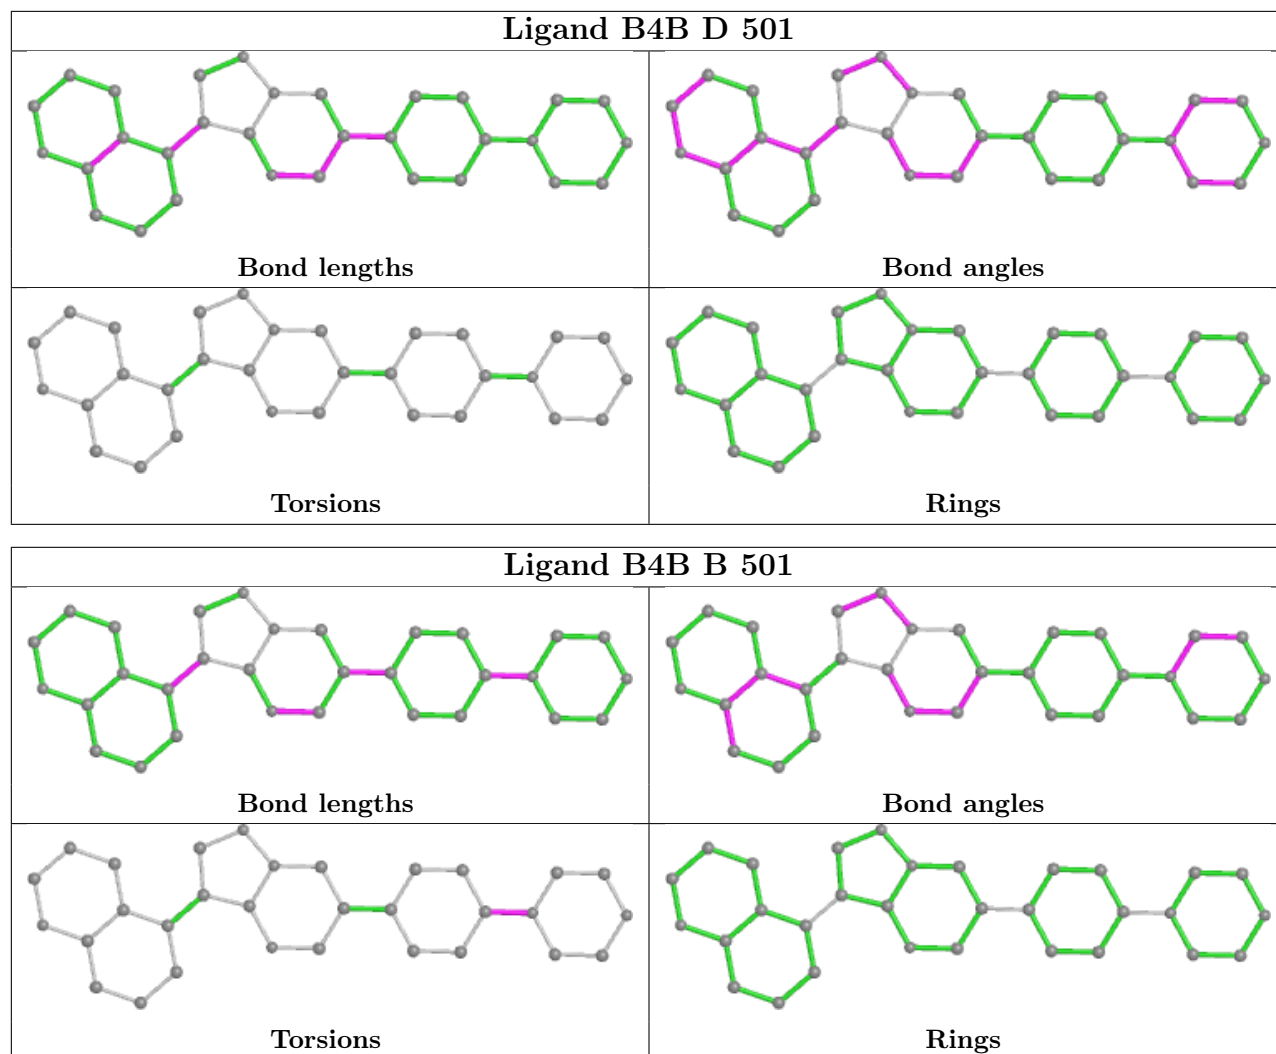 Ligand B4B D 501
Bond lengths
Bond angles
Torsions
Rings
Ligand B4B B 501
Bond lengths
Bond angles
Torsions
Rings